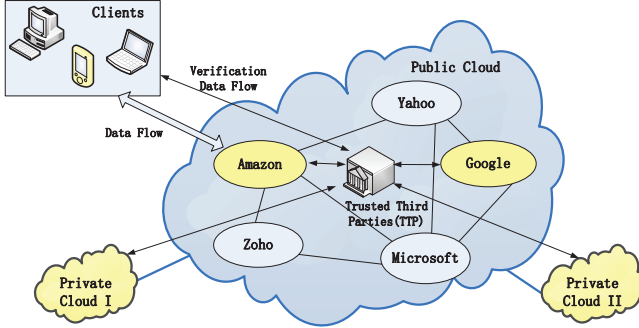 Clients
Verification
Data Flow
Public Cloud
Yahoo
Data Flow
Amazon
Google
Trusted Third
Parties(TTP)
Zoho
Microsoft
Private
Cloud I
Private
Cloud II